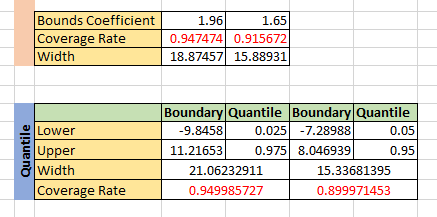 Bounds Coefficient 1.96 1.65
Coverage Rate 0.947474 0.915672
Width 18.87457 15.88931
Boundary Quantile Boundary Quantile
Quantile
Lower -9.8458 0.025 -7.28988 0.05
Upper 11.21653 0.975 8.046939 0.95
Width 21.06232911 15.33681395
Coverage Rate 0.949985727 0.899971453